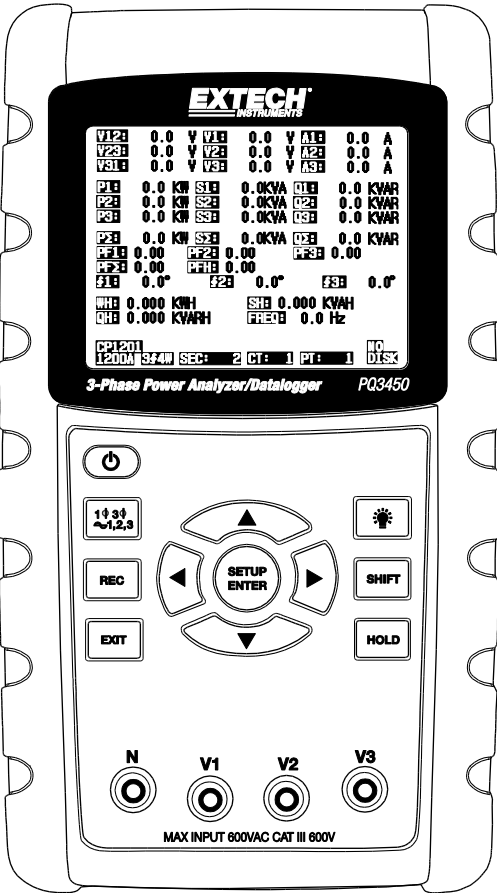 EXTECH
INSTRUMENTS
V12: 0.0 V V1: 0.0 V A1: 0.0 A
V23: 0.0 V V2: 0.0 V A2: 0.0 A
V31: 0.0 V V3: 0.0 V A3: 0.0 A
P1: 0.0 KW S1: 0.0KVA Q1: 0.0 KVAR
P2: 0.0 KW S2: 0.0KVA Q2: 0.0 KVAR
P3: 0.0 KW S3: 0.0KVA Q3: 0.0 KVAR
PΣ: 0.0 KW SΣ: 0.0KVA QΣ: 0.0 KVAR
PF1: 0.00 PF2: 0.00 PF3: 0.00
PFΣ: 0.00 PFH: 0.00
ɸ1: 0.0° ɸ2: 0.0° ɸ3: 0.0°
WH: 0.000 KWH SH: 0.000 KVAH
QH: 0.000 KVARH FREQ: 0.0 Hz
CP1201 NO
1200A 3ɸ4W SEC: 2 CT: 1 PT: 1 DISK
3-Phase Power Analyzer/Datalogger PQ3450
1ɸ 3ɸ
~1,2,3
REC
SETUP
ENTER
SHIFT
EXIT
HOLD
N V1 V2 V3
MAX INPUT 600VAC CAT III 600V